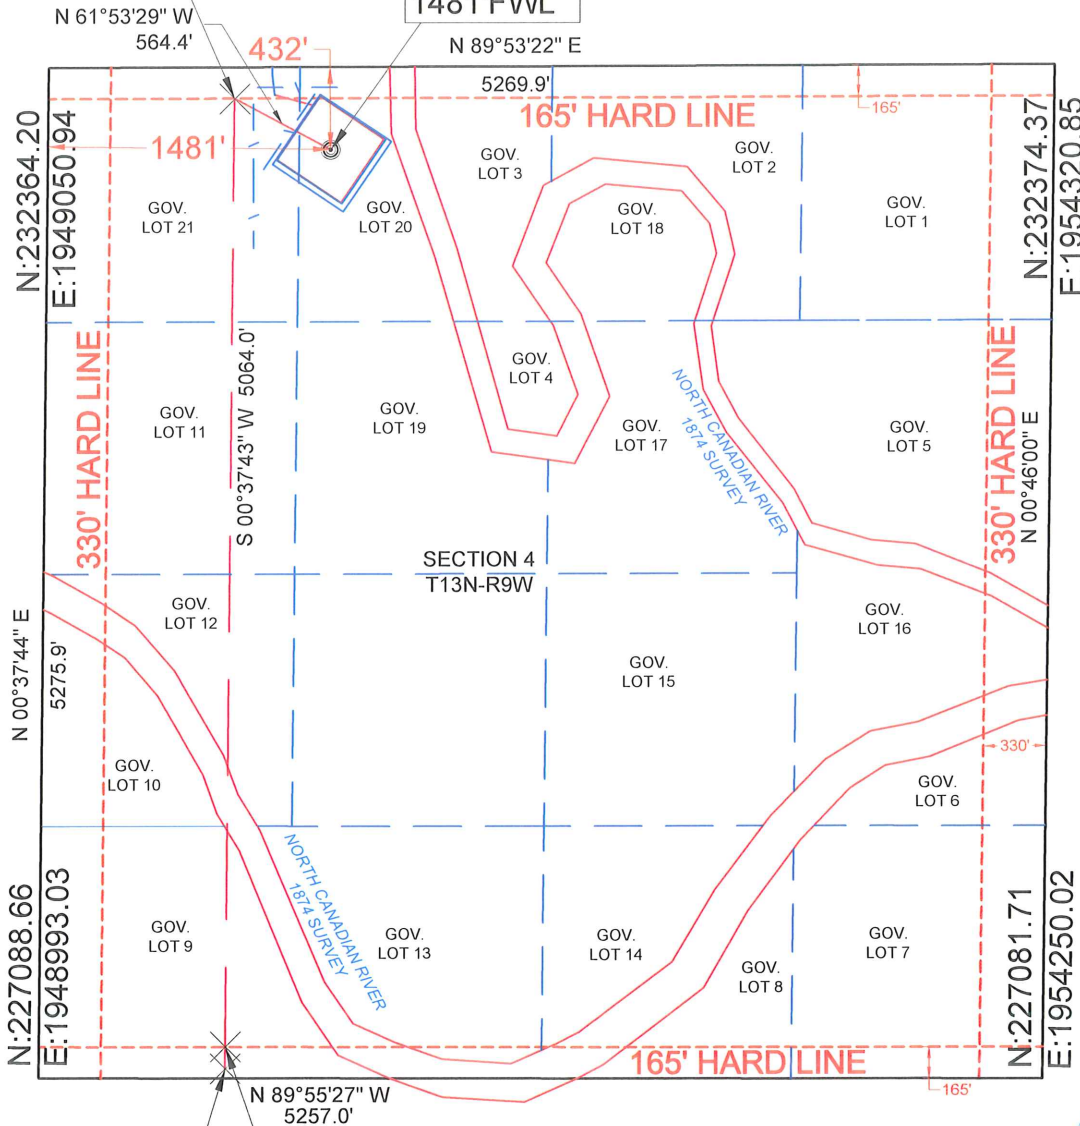 1481 FWL
N 61°53'29" W
564.4'
432'
N 89°53'22" E
5269.9'
165' HARD LINE
165'
1481'
N:232364.20
E:1949050.94
N:232374.37
E:1954320.85
GOV.
LOT 3
GOV.
LOT 2
GOV.
LOT 21
GOV.
LOT 20
GOV.
LOT 18
GOV.
LOT 1
330' HARD LINE
S 00°37'43" W 5064.0'
GOV.
LOT 4
GOV.
LOT 11
GOV.
LOT 19
GOV.
LOT 17
NORTH CANADIAN RIVER
1874 SURVEY
GOV.
LOT 5
330' HARD LINE
N 00°46'00" E
SECTION 4
T13N-R9W
GOV.
LOT 12
GOV.
LOT 16
N 00°37'44" E
5275.9'
GOV.
LOT 15
330'
GOV.
LOT 10
GOV.
LOT 6
NORTH CANADIAN RIVER
1874 SURVEY
GOV.
LOT 9
GOV.
LOT 13
GOV.
LOT 14
GOV.
LOT 8
GOV.
LOT 7
N:227088.66
E:1948993.03
N:227081.71
E:1954250.02
165' HARD LINE
165'
N 89°55'27" W
5257.0'